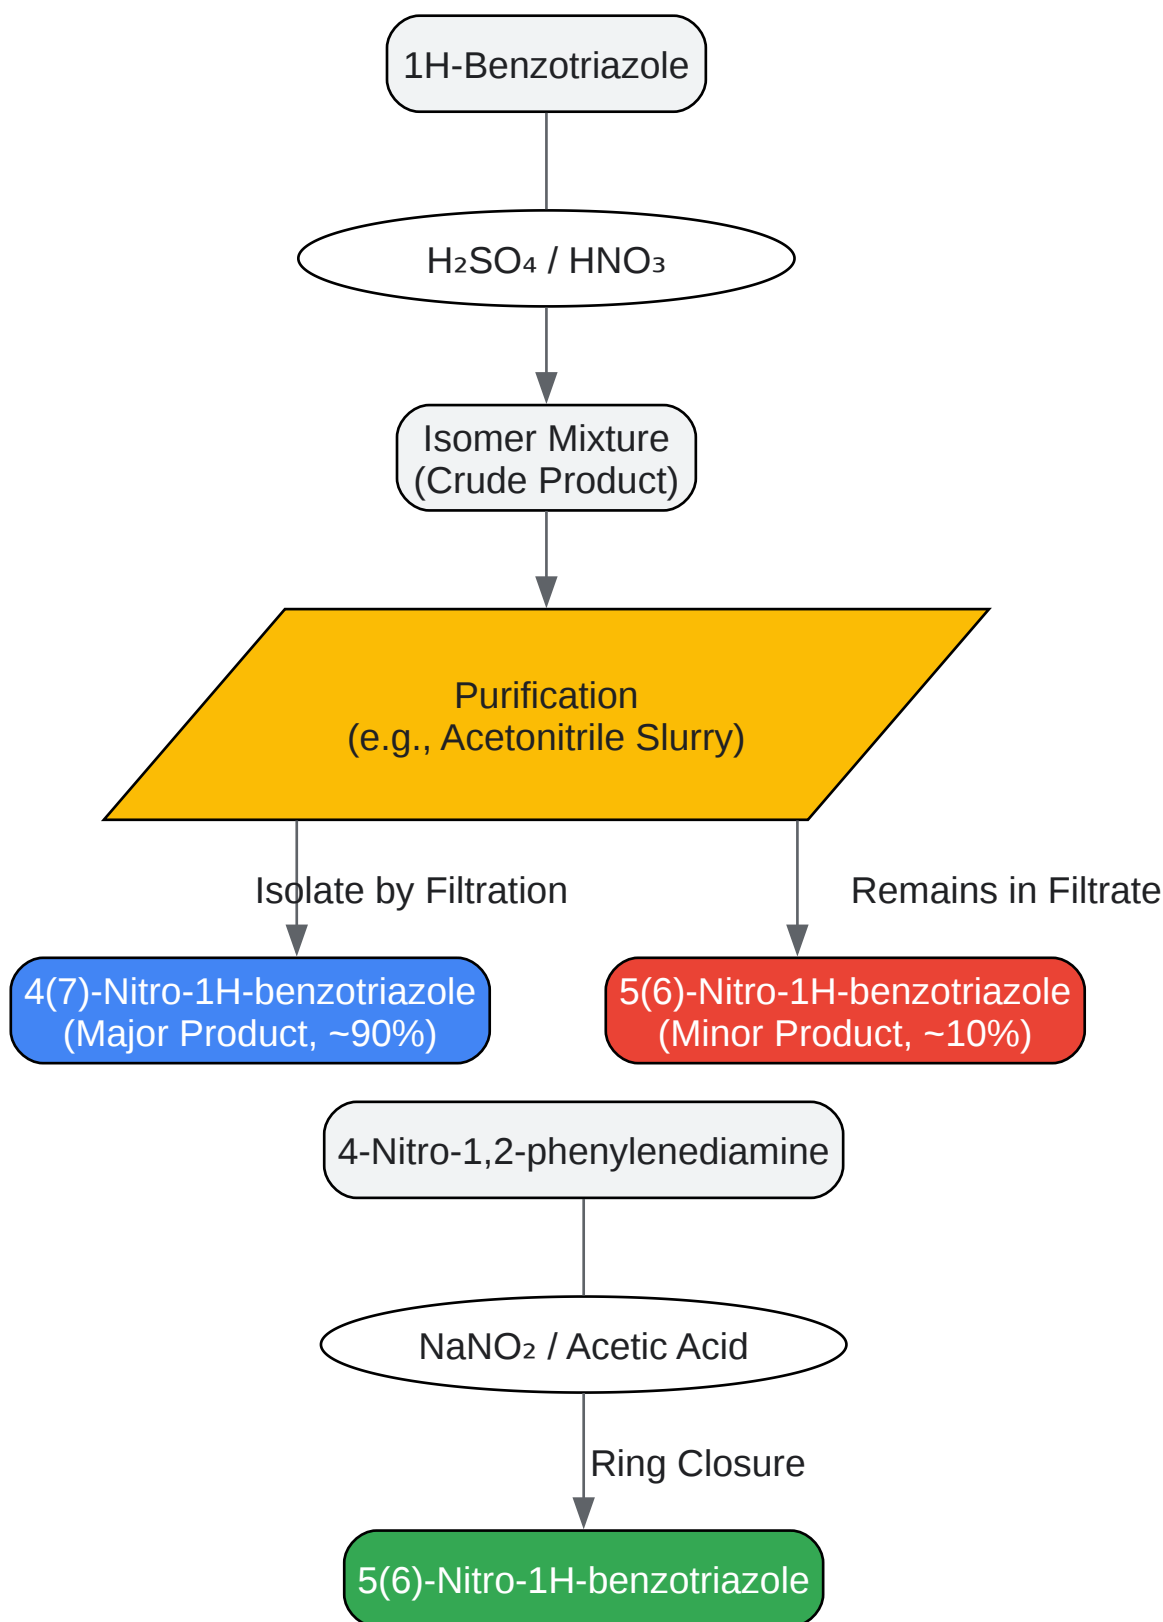 1H-Benzotriazole
H₂SO₄ / HNO₃
Isomer Mixture
(Crude Product)
Purification
(e.g., Acetonitrile Slurry)
Isolate by Filtration
Remains in Filtrate
4(7)-Nitro-1H-benzotriazole
(Major Product, ~90%)
5(6)-Nitro-1H-benzotriazole
(Minor Product, ~10%)
4-Nitro-1,2-phenylenediamine
NaNO₂ / Acetic Acid
Ring Closure
5(6)-Nitro-1H-benzotriazole